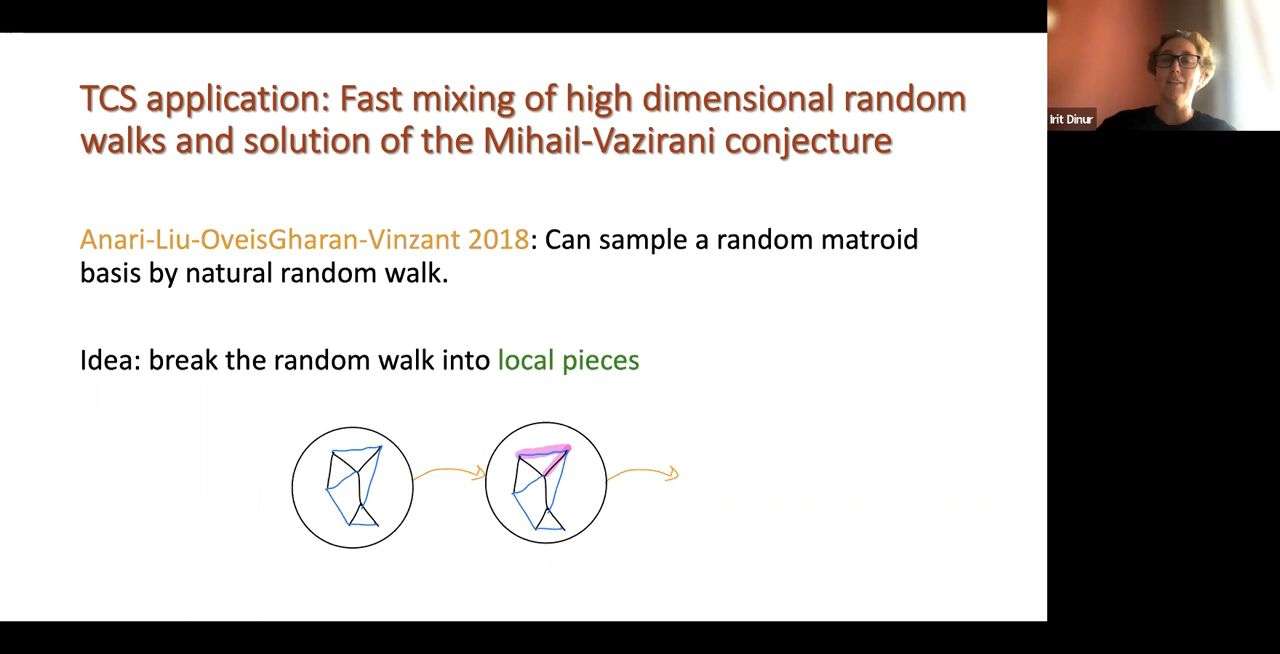 TCS application: Fast mixing of high dimensional random
walks and solution of the Mihail-Vazirani conjecture
Irit Dinur
Anari-Liu-OveisGharan-Vinzant 2018: Can sample a random matroid
basis by natural random walk.
Idea: break the random walk into local pieces